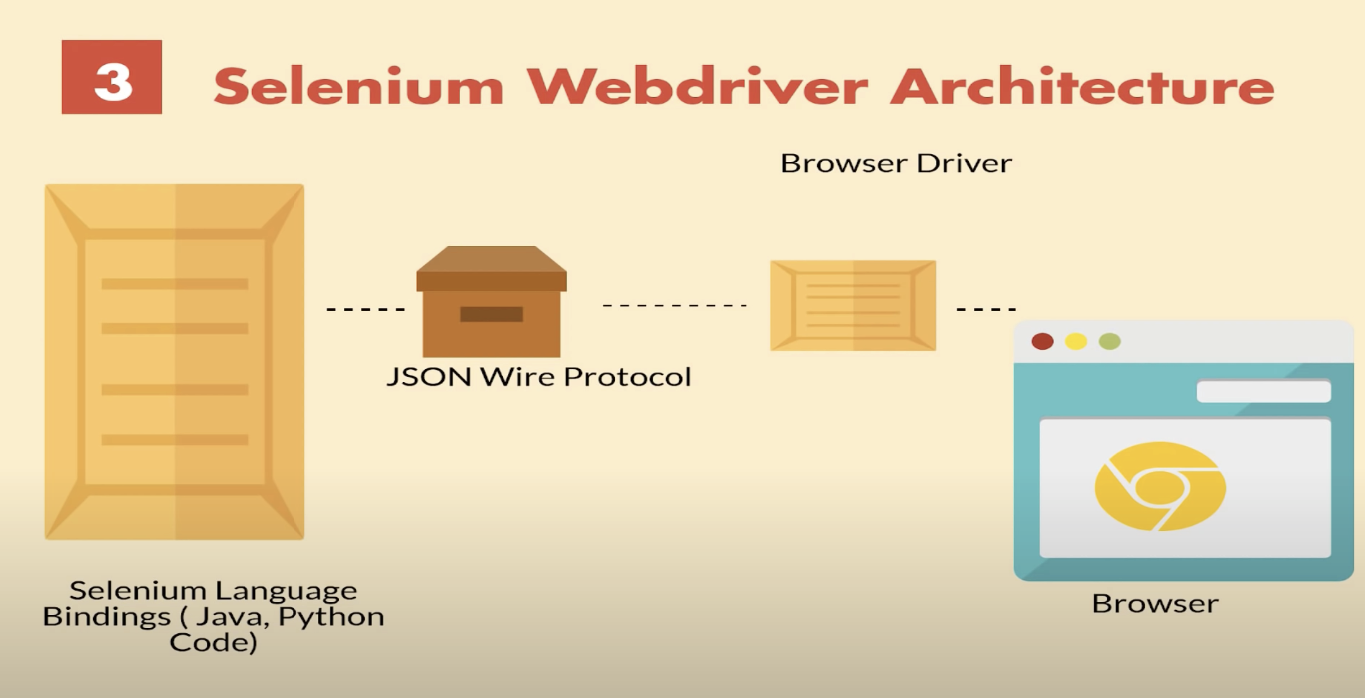 3 Selenium Webdriver Architecture
Browser Driver
JSON Wire Protocol
Selenium Language
Bindings ( Java, Python
Code)
Browser